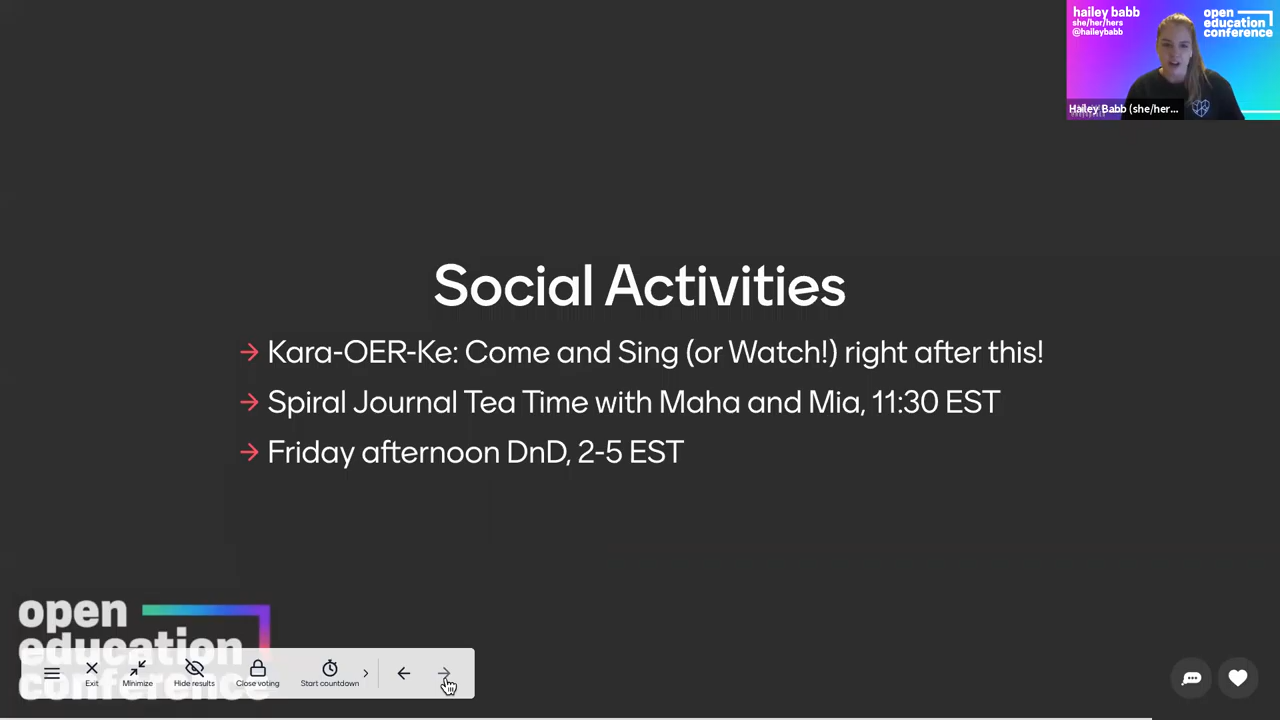 hailey babb
she/her/hers
@haileybabb
open
education
conference
Hailey Babb (she/her...
Social Activities
→ Kara-OER-Ke: Come and Sing (or Watch!) right after this!
→ Spiral Journal Tea Time with Maha and Mia, 11:30 EST
→ Friday afternoon DnD, 2-5 EST
open
education
conference
Exit Minimize Hide results Close voting Start countdown